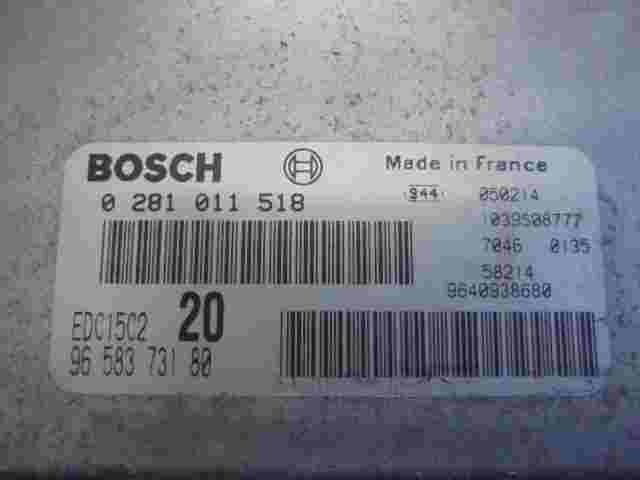 BOSCH Made in France
0 281 011 518 944 050214
1039S08777
7046 0135
58214
9640938680
EDC15C2 20
96 583 731 80